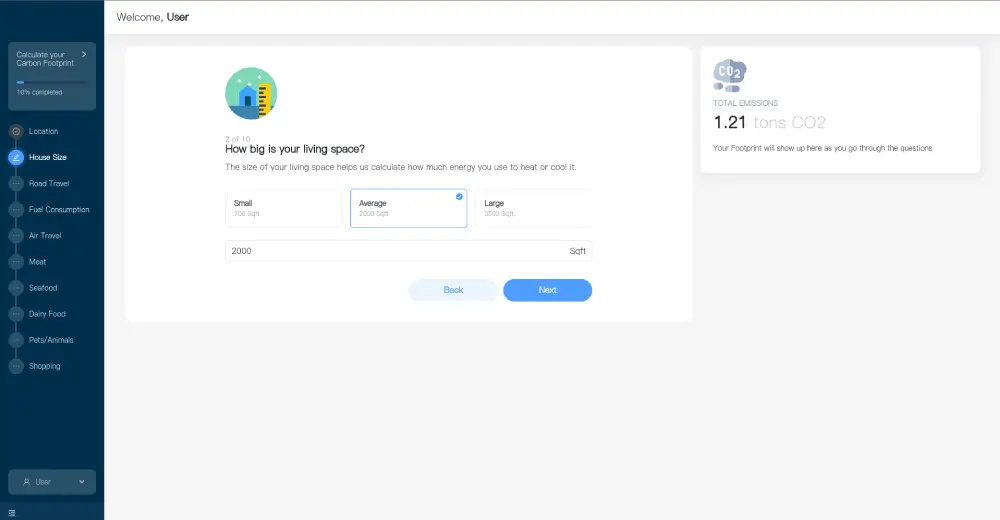 Welcome, User
Calculate your
Carbon Footprint
10% completed
Location
House Size
Road Travel
Fuel Consumption
Air Travel
Meat
Seafood
Dairy Food
Pets/Animals
Shopping
User
2 of 10
How big is your living space?
The size of your living space helps us calculate how much energy you use to heat or cool it.
Small
700 Sqft.
Average
2000 Sqft
Large
3500 Sqft.
2000 Sqft
Back
Next
CO2
TOTAL EMISSIONS
1.21 tons CO2
Your Footprint will show up here as you go through the questions